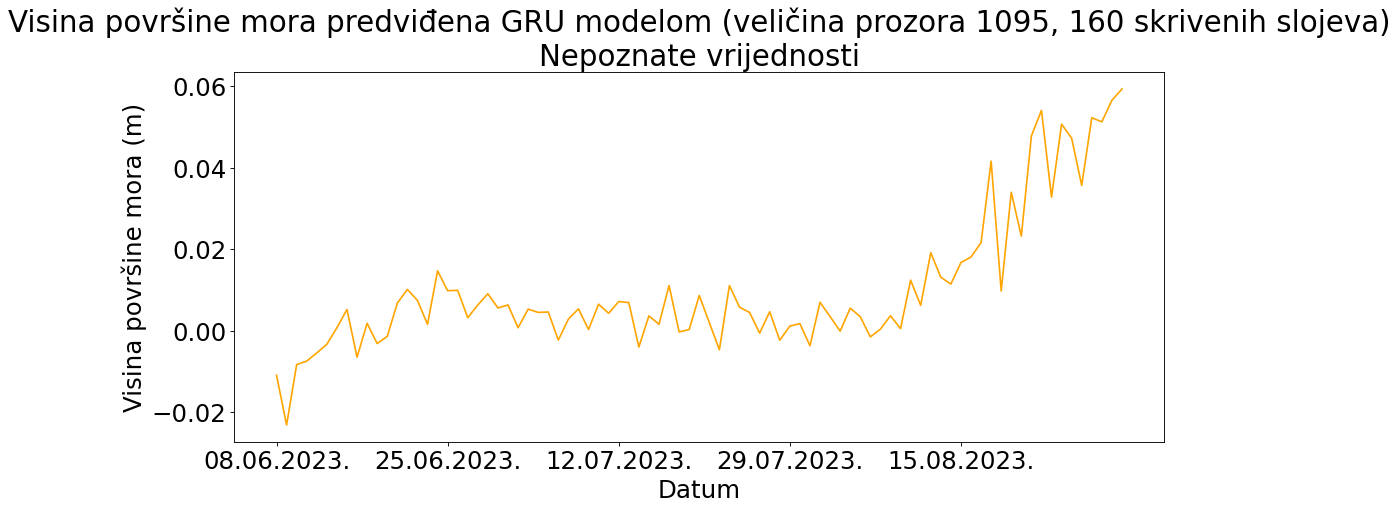 Visina površine mora predviđena GRU modelom (veličina prozora 1095, 160 skrivenih slojeva)
Nepoznate vrijednosti
Visina površine mora (m)
0.06
0.04
0.02
0.00
−0.02
08.06.2023. 25.06.2023. 12.07.2023. 29.07.2023. 15.08.2023.
Datum